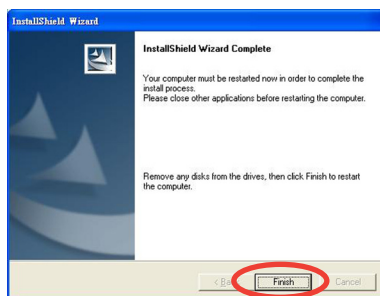 InstallShield Wizard
InstallShield Wizard Complete
Your computer must be restarted now in order to complete the
install process.
Please close other applications before restarting the computer.
Remove any disks from the drives, then click Finish to restart
the computer.
Finish
Cancel